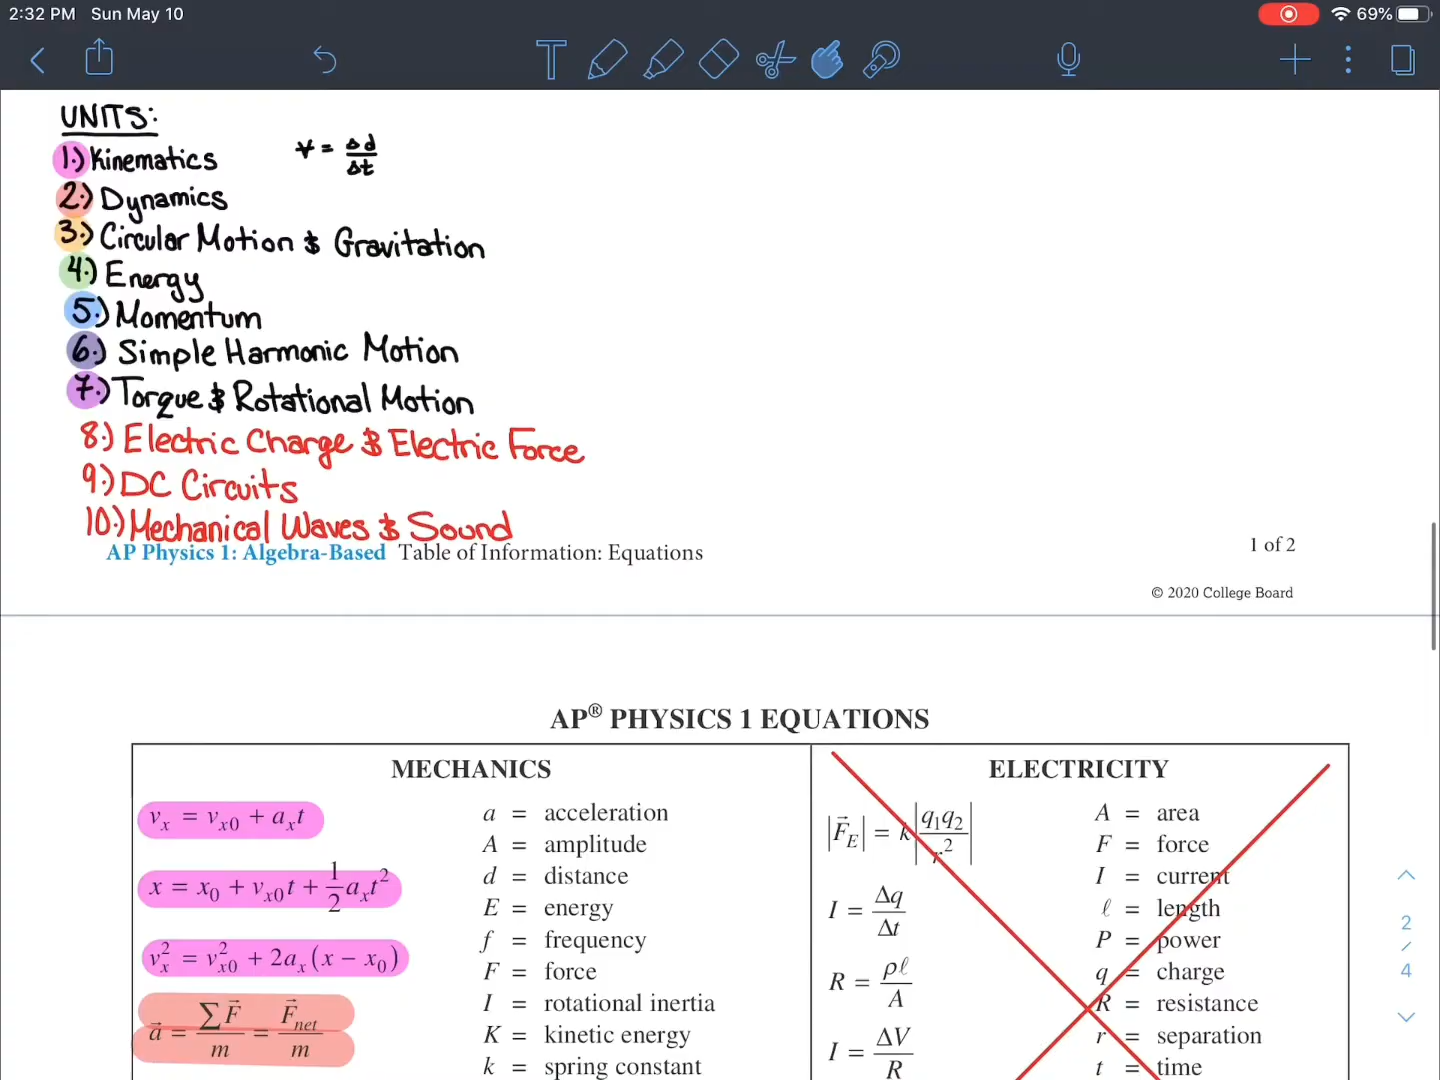 2:32 PM Sun May 10 69%
UNITS:
1.) Kinematics
v = Δd/Δt
2.) Dynamics
3.) Circular Motion & Gravitation
4.) Energy
5.) Momentum
6.) Simple Harmonic Motion
7.) Torque & Rotational Motion
8.) Electric Charge & Electric Force
9.) DC Circuits
10.) Mechanical Waves & Sound
AP Physics 1: Algebra-Based Table of Information: Equations
1 of 2
© 2020 College Board
AP® PHYSICS 1 EQUATIONS
MECHANICS
vₓ = vₓ₀ + aₓt
x = x₀ + vₓ₀t + 1/2 aₓt²
vₓ² = vₓ₀² + 2aₓ(x − x₀)
a⃗ = ∑F⃗/m = F⃗net/m
a = acceleration
A = amplitude
d = distance
E = energy
f = frequency
F = force
I = rotational inertia
K = kinetic energy
k = spring constant
ELECTRICITY
|F⃗_E| = k|q₁q₂/r²|
I = Δq/Δt
R = ρℓ/A
I = ΔV/R
A = area
F = force
I = current
ℓ = length
P = power
q = charge
R = resistance
r = separation
t = time
2/4